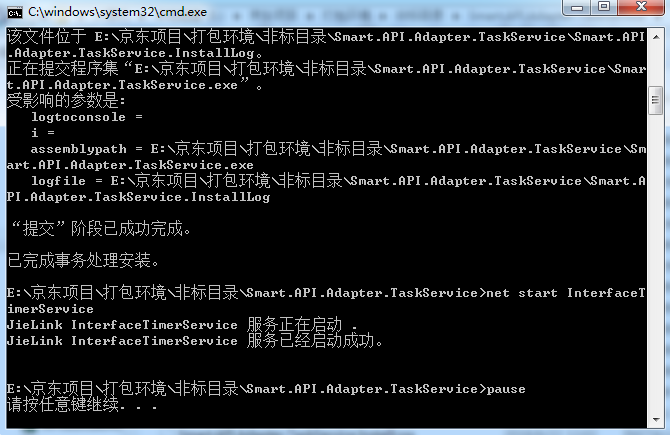 C:\windows\system32\cmd.exe
该文件位于 E:\京东项目\打包环境\非标目录\Smart.API.Adapter.TaskService\Smart.API
.Adapter.TaskService.InstallLog。
正在提交程序集“E:\京东项目\打包环境\非标目录\Smart.API.Adapter.TaskService\Smar
t.API.Adapter.TaskService.exe”。
受影响的参数是:
logtoconsole =
i =
assemblypath = E:\京东项目\打包环境\非标目录\Smart.API.Adapter.TaskService\Sm
art.API.Adapter.TaskService.exe
logfile = E:\京东项目\打包环境\非标目录\Smart.API.Adapter.TaskService\Smart.A
PI.Adapter.TaskService.InstallLog
“提交”阶段已成功完成。
已完成事务处理安装。
E:\京东项目\打包环境\非标目录\Smart.API.Adapter.TaskService>net start InterfaceT
imerService
JieLink InterfaceTimerService 服务正在启动 .
JieLink InterfaceTimerService 服务已经启动成功。
E:\京东项目\打包环境\非标目录\Smart.API.Adapter.TaskService>pause
请按任意键继续. . .